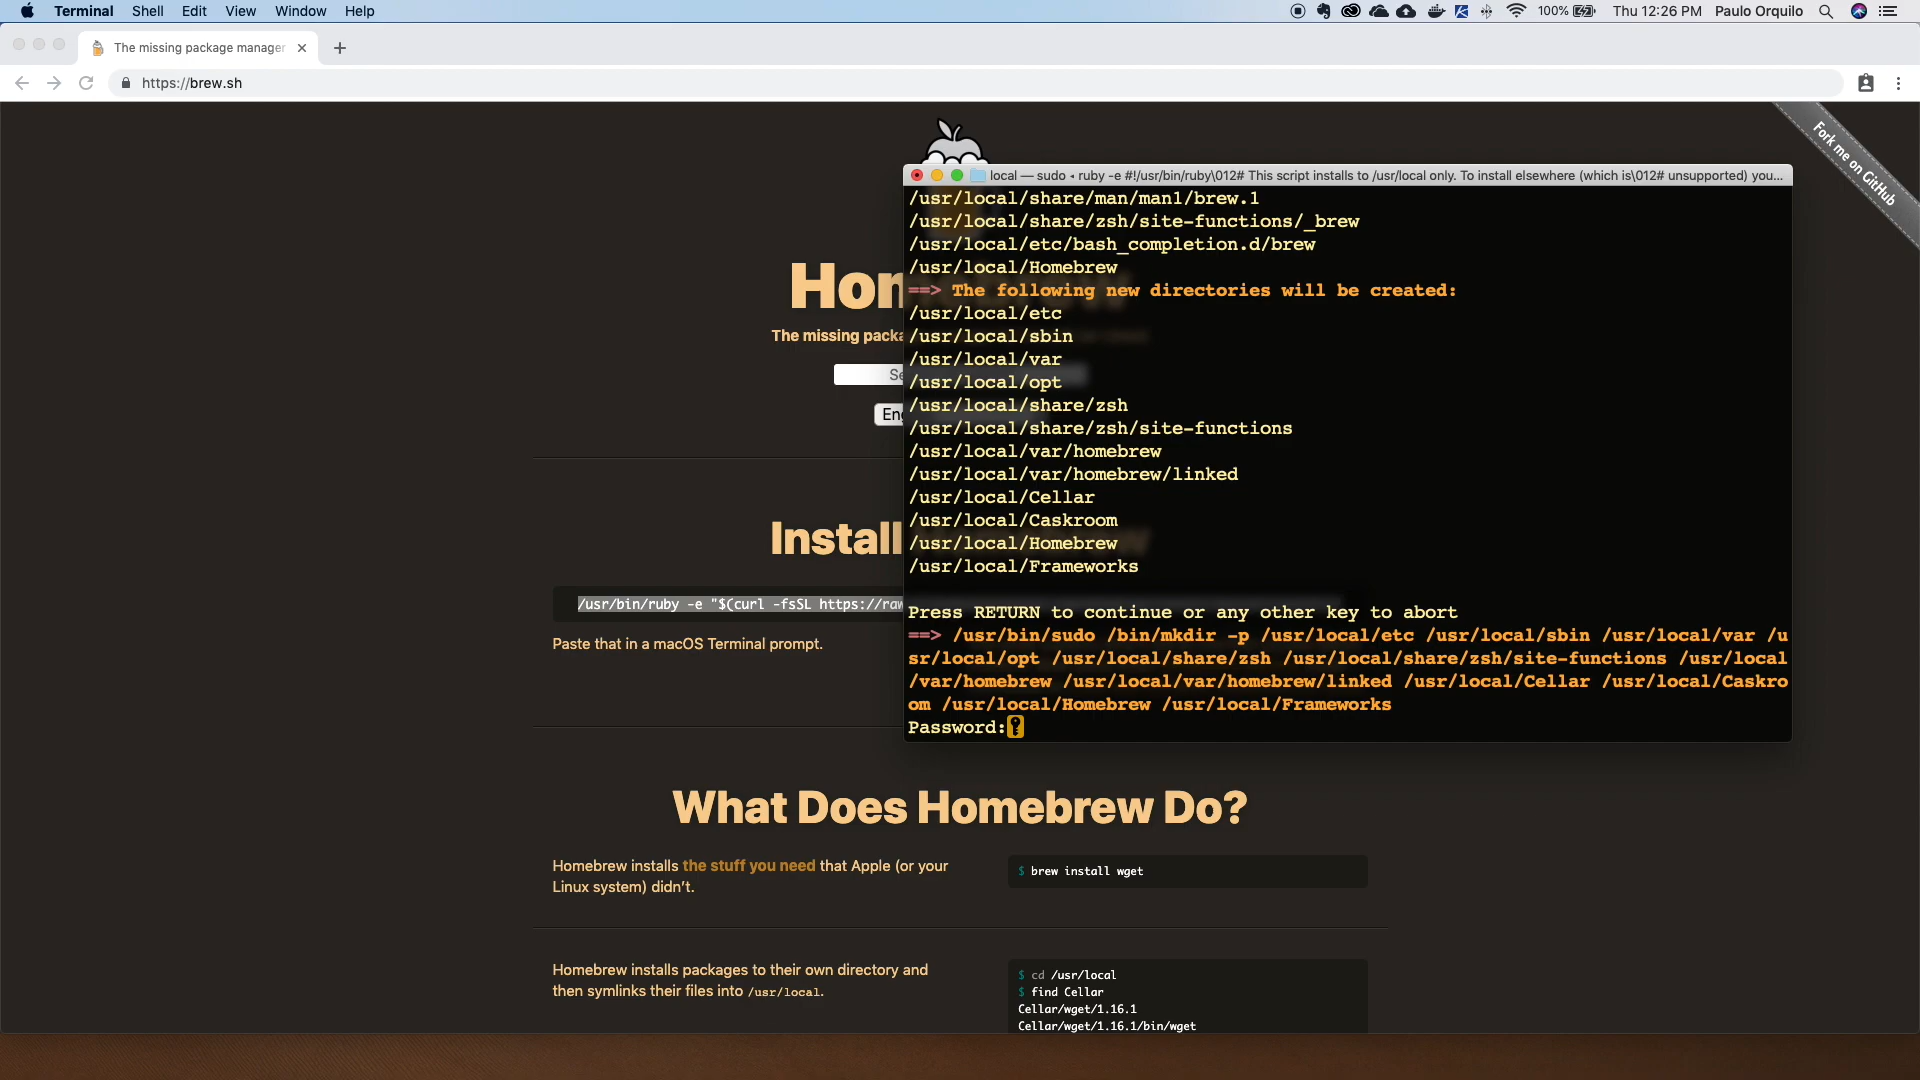 Terminal Shell Edit View Window Help 100% Thu 12:26 PM Paulo Orquilo
The missing package manager
https://brew.sh
Fork me on GitHub
local — sudo ◂ ruby -e #!/usr/bin/ruby\012# This script installs to /usr/local only. To install elsewhere (which is\012# unsupported) you...
/usr/local/share/man/man1/brew.1
/usr/local/share/zsh/site-functions/_brew
/usr/local/etc/bash_completion.d/brew
/usr/local/Homebrew
==> The following new directories will be created:
/usr/local/etc
/usr/local/sbin
/usr/local/var
/usr/local/opt
/usr/local/share/zsh
/usr/local/share/zsh/site-functions
/usr/local/var/homebrew
/usr/local/var/homebrew/linked
/usr/local/Cellar
/usr/local/Caskroom
/usr/local/Homebrew
/usr/local/Frameworks
Press RETURN to continue or any other key to abort
==> /usr/bin/sudo /bin/mkdir -p /usr/local/etc /usr/local/sbin /usr/local/var /u
sr/local/opt /usr/local/share/zsh /usr/local/share/zsh/site-functions /usr/local
/var/homebrew /usr/local/var/homebrew/linked /usr/local/Cellar /usr/local/Caskro
om /usr/local/Homebrew /usr/local/Frameworks
Password:
Hom
The missing packa
Se
Eng
Install
/usr/bin/ruby -e "$(curl -fsSL https://raw
Paste that in a macOS Terminal prompt.
What Does Homebrew Do?
Homebrew installs the stuff you need that Apple (or your
Linux system) didn't.
$ brew install wget
Homebrew installs packages to their own directory and
then symlinks their files into /usr/local.
$ cd /usr/local
$ find Cellar
Cellar/wget/1.16.1
Cellar/wget/1.16.1/bin/wget